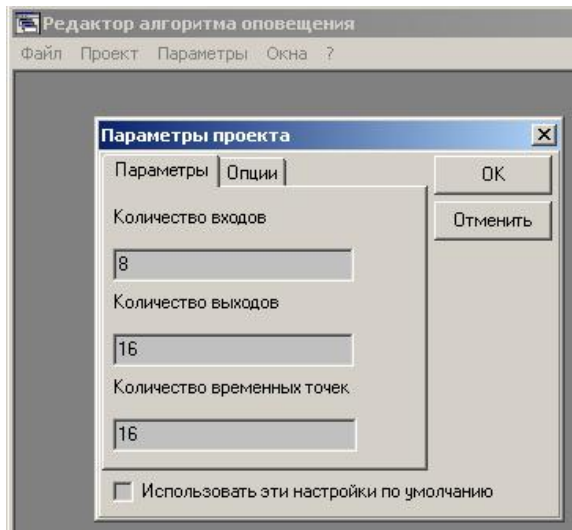 Редактор алгоритма оповещения
Файл Проект Параметры Окна ?
Параметры проекта
Параметры Опции
OK
Количество входов
Отменить
8
Количество выходов
16
Количество временных точек
16
Использовать эти настройки по умолчанию